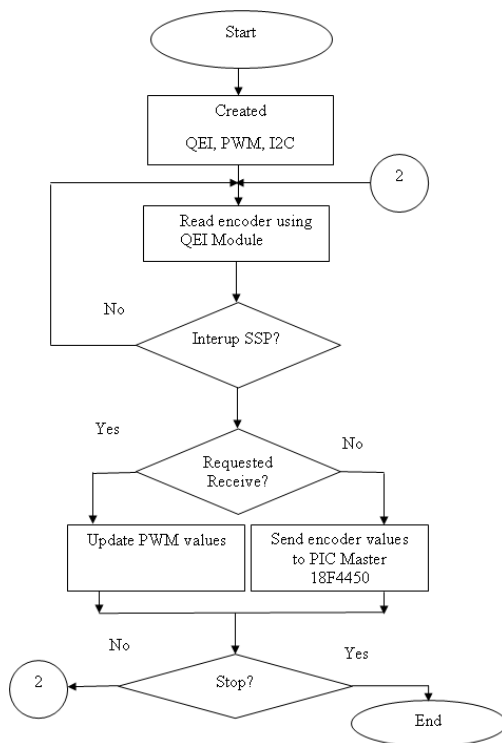 Start
Created
QEI, PWM, I2C
2
Read encoder using
QEI Module
No
Interup SSP?
Yes
No
Requested
Receive?
Update PWM values
Send encoder values
to PIC Master
18F4450
No
Yes
2
Stop?
End